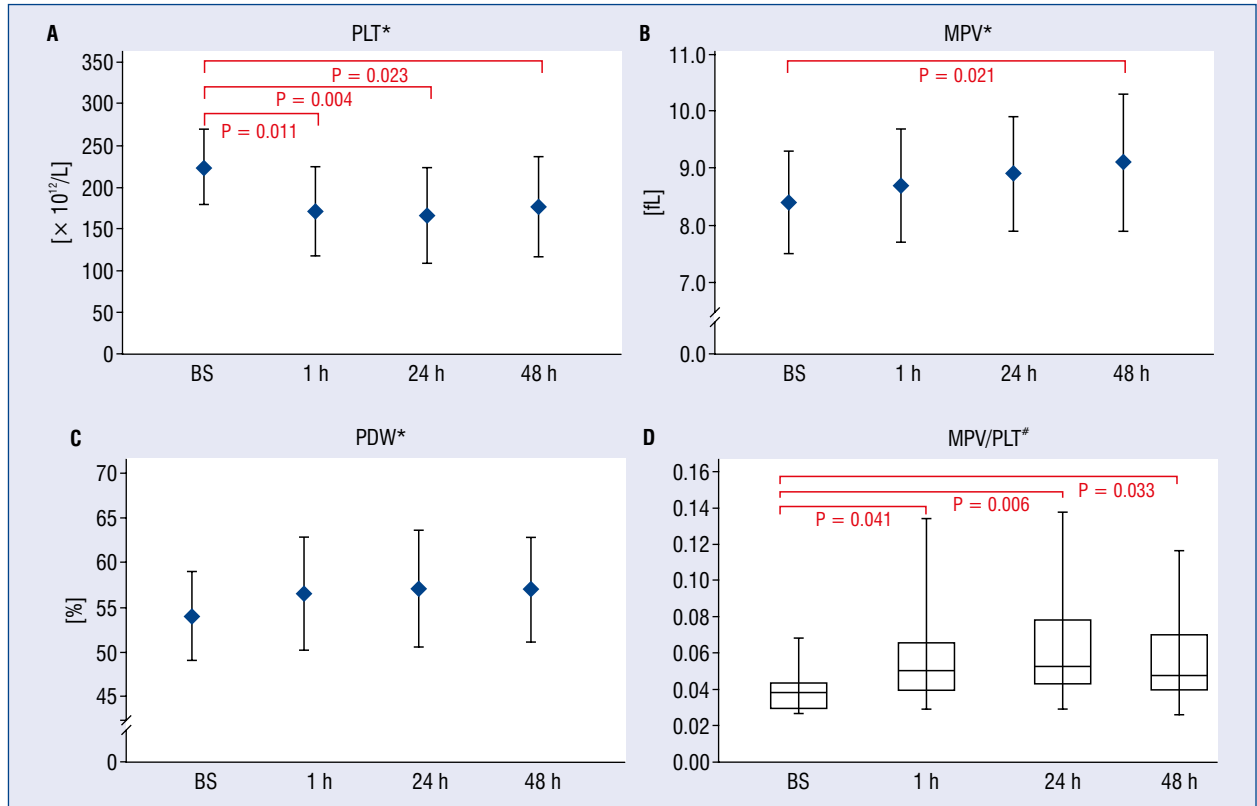 A PLT*
350
300
250
200
150
100
50
0
[× 10¹²/L]
P = 0.023
P = 0.004
P = 0.011
BS 1 h 24 h 48 h
B MPV*
11.0
10.0
9.0
8.0
7.0
0.0
[fL]
P = 0.021
BS 1 h 24 h 48 h
C PDW*
70
65
60
55
50
45
0
[%]
BS 1 h 24 h 48 h
D MPV/PLT#
0.16
0.14
0.12
0.10
0.08
0.06
0.04
0.02
0.00
P = 0.033
P = 0.006
P = 0.041
BS 1 h 24 h 48 h